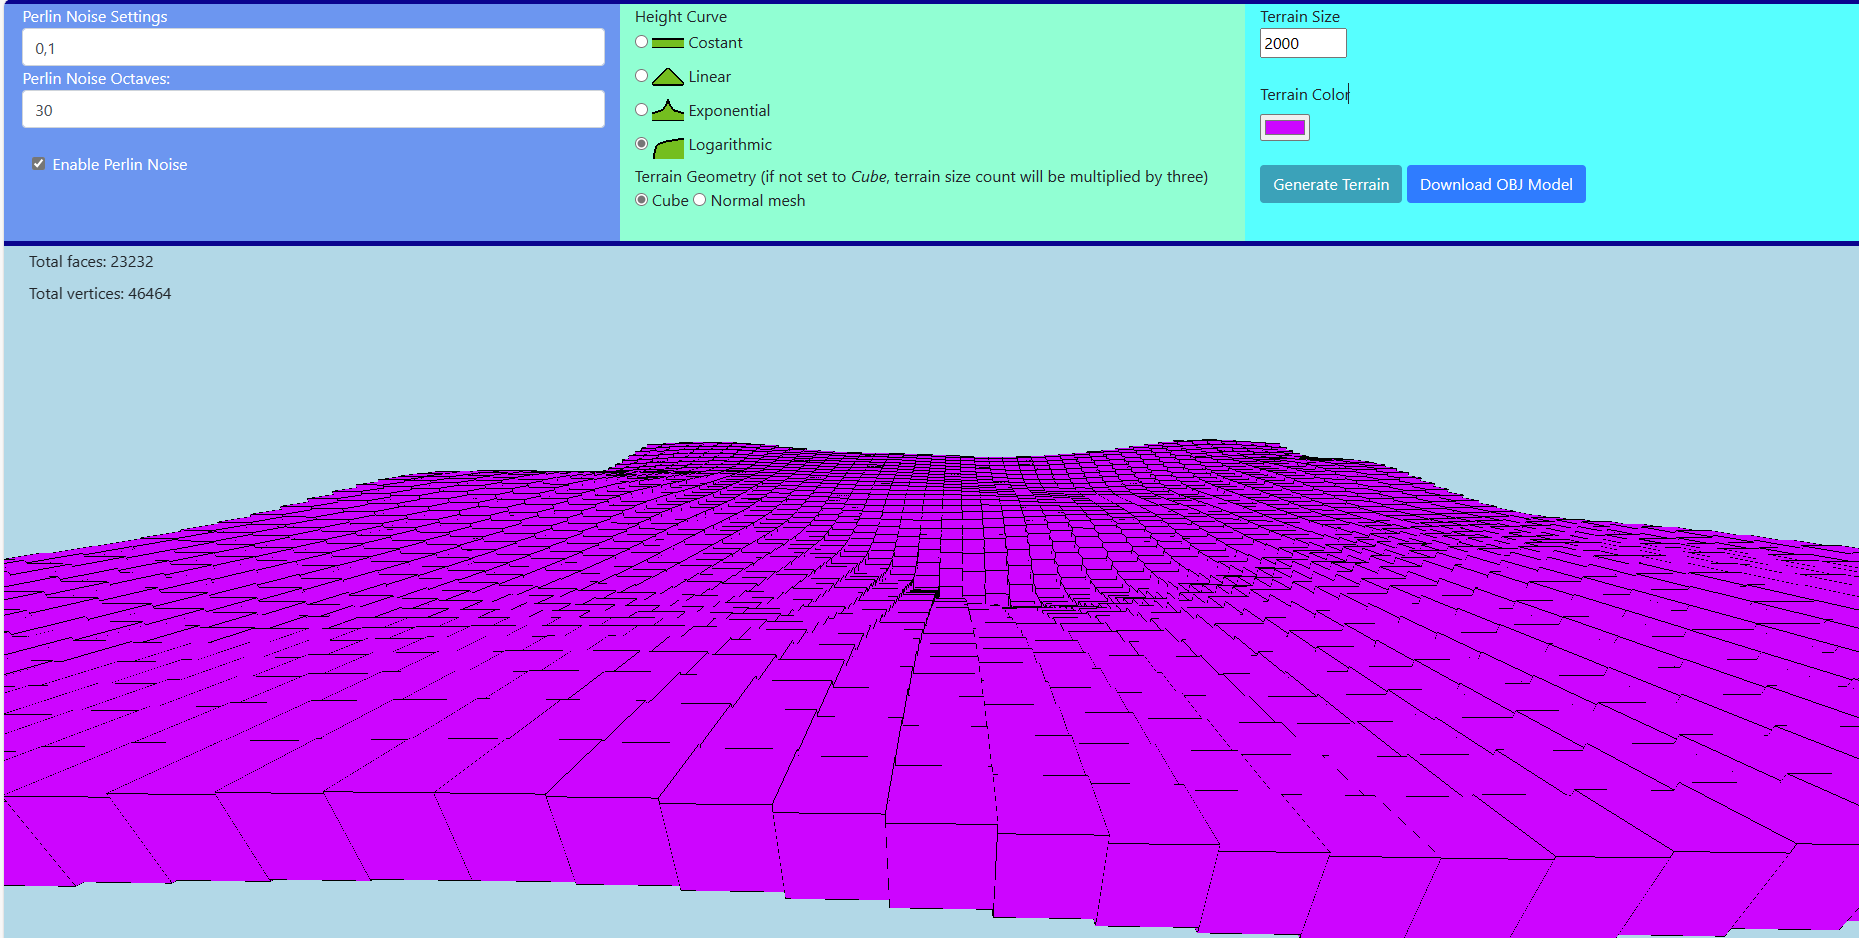 Perlin Noise Settings
0,1
Perlin Noise Octaves:
30
Enable Perlin Noise
Height Curve
Costant
Linear
Exponential
Logarithmic
Terrain Geometry (if not set to Cube, terrain size count will be multiplied by three)
Cube Normal mesh
Terrain Size
2000
Terrain Color
Generate Terrain Download OBJ Model
Total faces: 23232
Total vertices: 46464